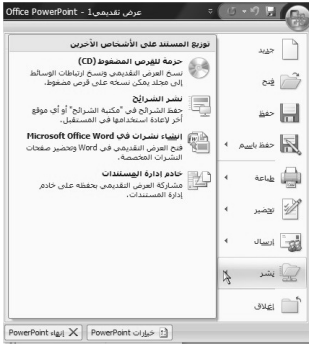 عرض تقديمي1 - Office PowerPoint
جديد
فتح
حفظ
حفظ باسم
طباعة
تحضير
إرسال
نشر
إغلاق
توزيع المستند على الأشخاص الآخرين
حزمة للقرص المضغوط (CD)
نسخ العرض التقديمي ونسخ ارتباطات الوسائط
إلى مجلد يمكن نسخه على قرص مضغوط.
نشر الشرائح
حفظ الشرائح في "مكتبة الشرائح" أو أي موقع
آخر لإعادة استخدامها في المستقبل.
إنشاء نشرات في Microsoft Office Word
فتح العرض التقديمي في Word وتحضير صفحات
النشرات المخصصة.
خادم إدارة المستندات
مشاركة العرض التقديمي بحفظه على خادم
إدارة المستندات.
خيارات PowerPoint
إنهاء PowerPoint